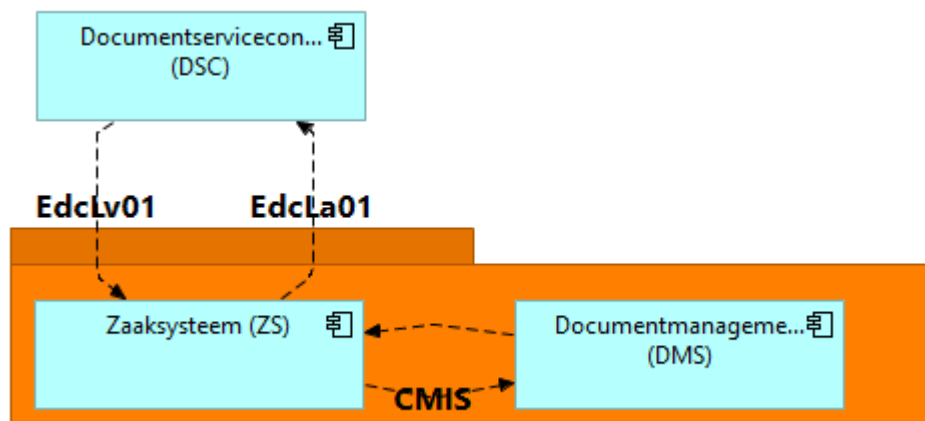 Documentservicecon...
(DSC)
EdcLv01
EdcLa01
Zaaksysteem (ZS)
Documentmanageme...
(DMS)
CMIS